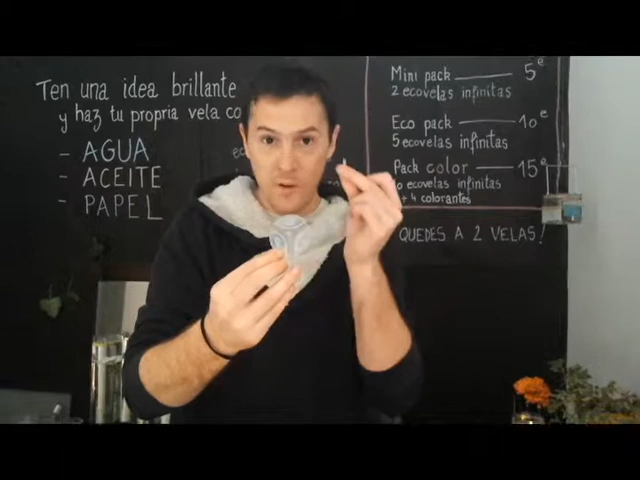 Ten una idea brillante
y haz tu propria vela co
- AGUA
- ACEITE
- PAPEL
Mini pack 5€
2 ecovelas infinitas
Eco pack 10€
5 ecovelas infinitas
Pack color 15€
ecovelas infinitas
+ 4 colorantes
QUEDES A 2 VELAS!